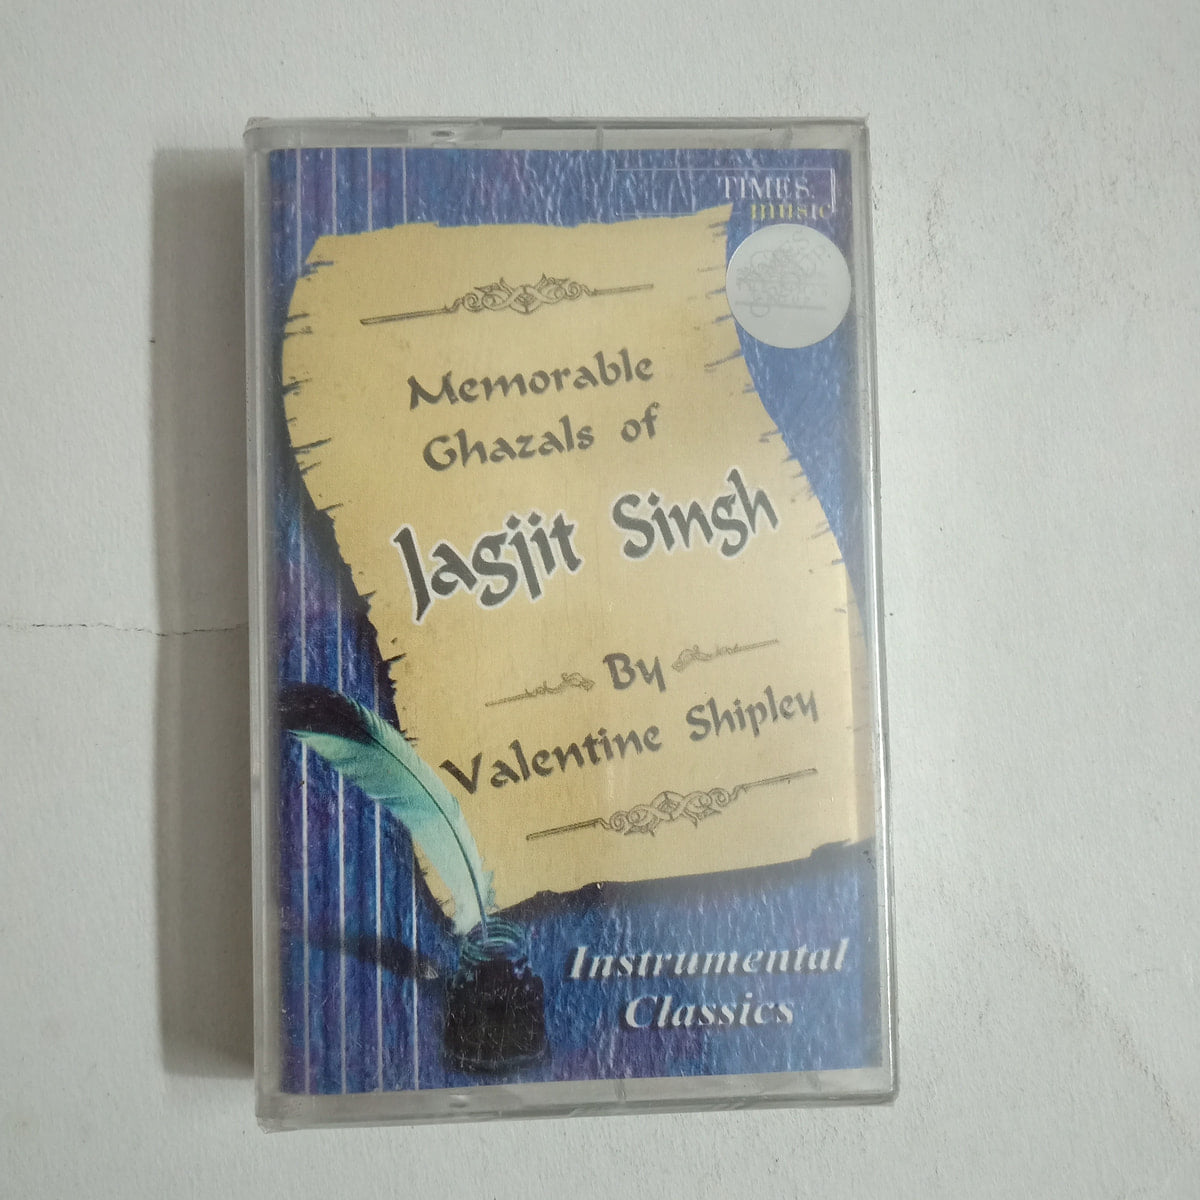 TIMES
music
Memorable
Ghazals of
Jagjit Singh
By
Valentine Shipley
Instrumental
Classics